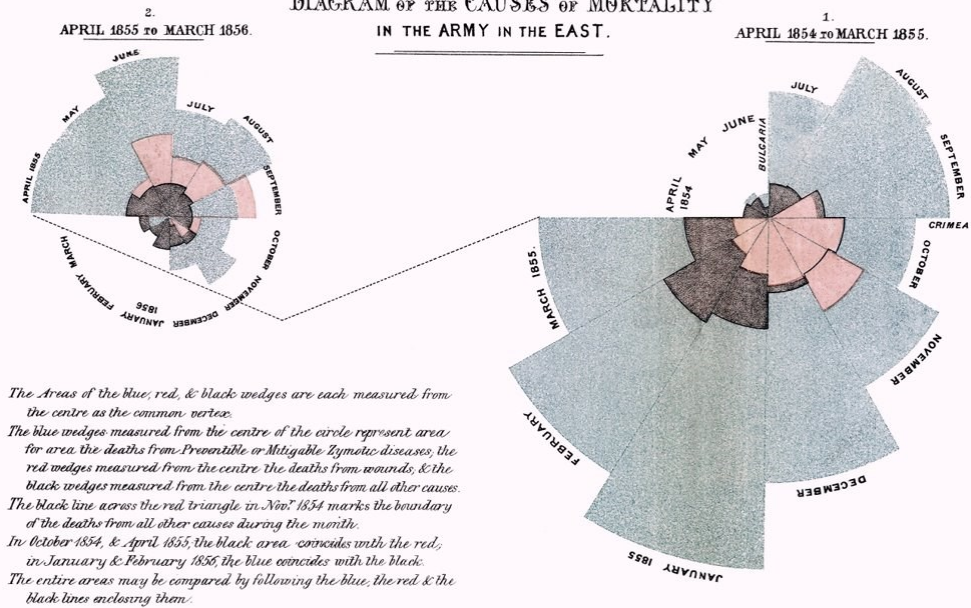 DIAGRAM OF THE CAUSES OF MORTALITY
IN THE ARMY IN THE EAST.
2.
APRIL 1855 TO MARCH 1856.
1.
APRIL 1854 TO MARCH 1855.
APRIL 1855
MAY
JUNE
JULY
AUGUST
SEPTEMBER
OCTOBER
NOVEMBER
DECEMBER
JANUARY
1856
FEBRUARY
MARCH
APRIL
1854
MAY
JUNE
BULGARIA
JULY
AUGUST
SEPTEMBER
CRIMEA
OCTOBER
NOVEMBER
DECEMBER
JANUARY 1855
FEBRUARY
MARCH 1855.
The Areas of the blue, red, & black wedges are each measured from
the centre as the common vertex.
The blue wedges measured from the centre of the circle represent area
for area the deaths from Preventible or Mitigable Zymotic diseases; the
red wedges measured from the centre the deaths from wounds; & the
black wedges measured from the centre the deaths from all other causes.
The black line across the red triangle in Novr. 1854 marks the boundary
of the deaths from all other causes during the month.
In October 1854, & April 1855, the black area coincides with the red;
in January & February 1856, the blue coincides with the black.
The entire areas may be compared by following the blue, the red & the
black lines enclosing them.